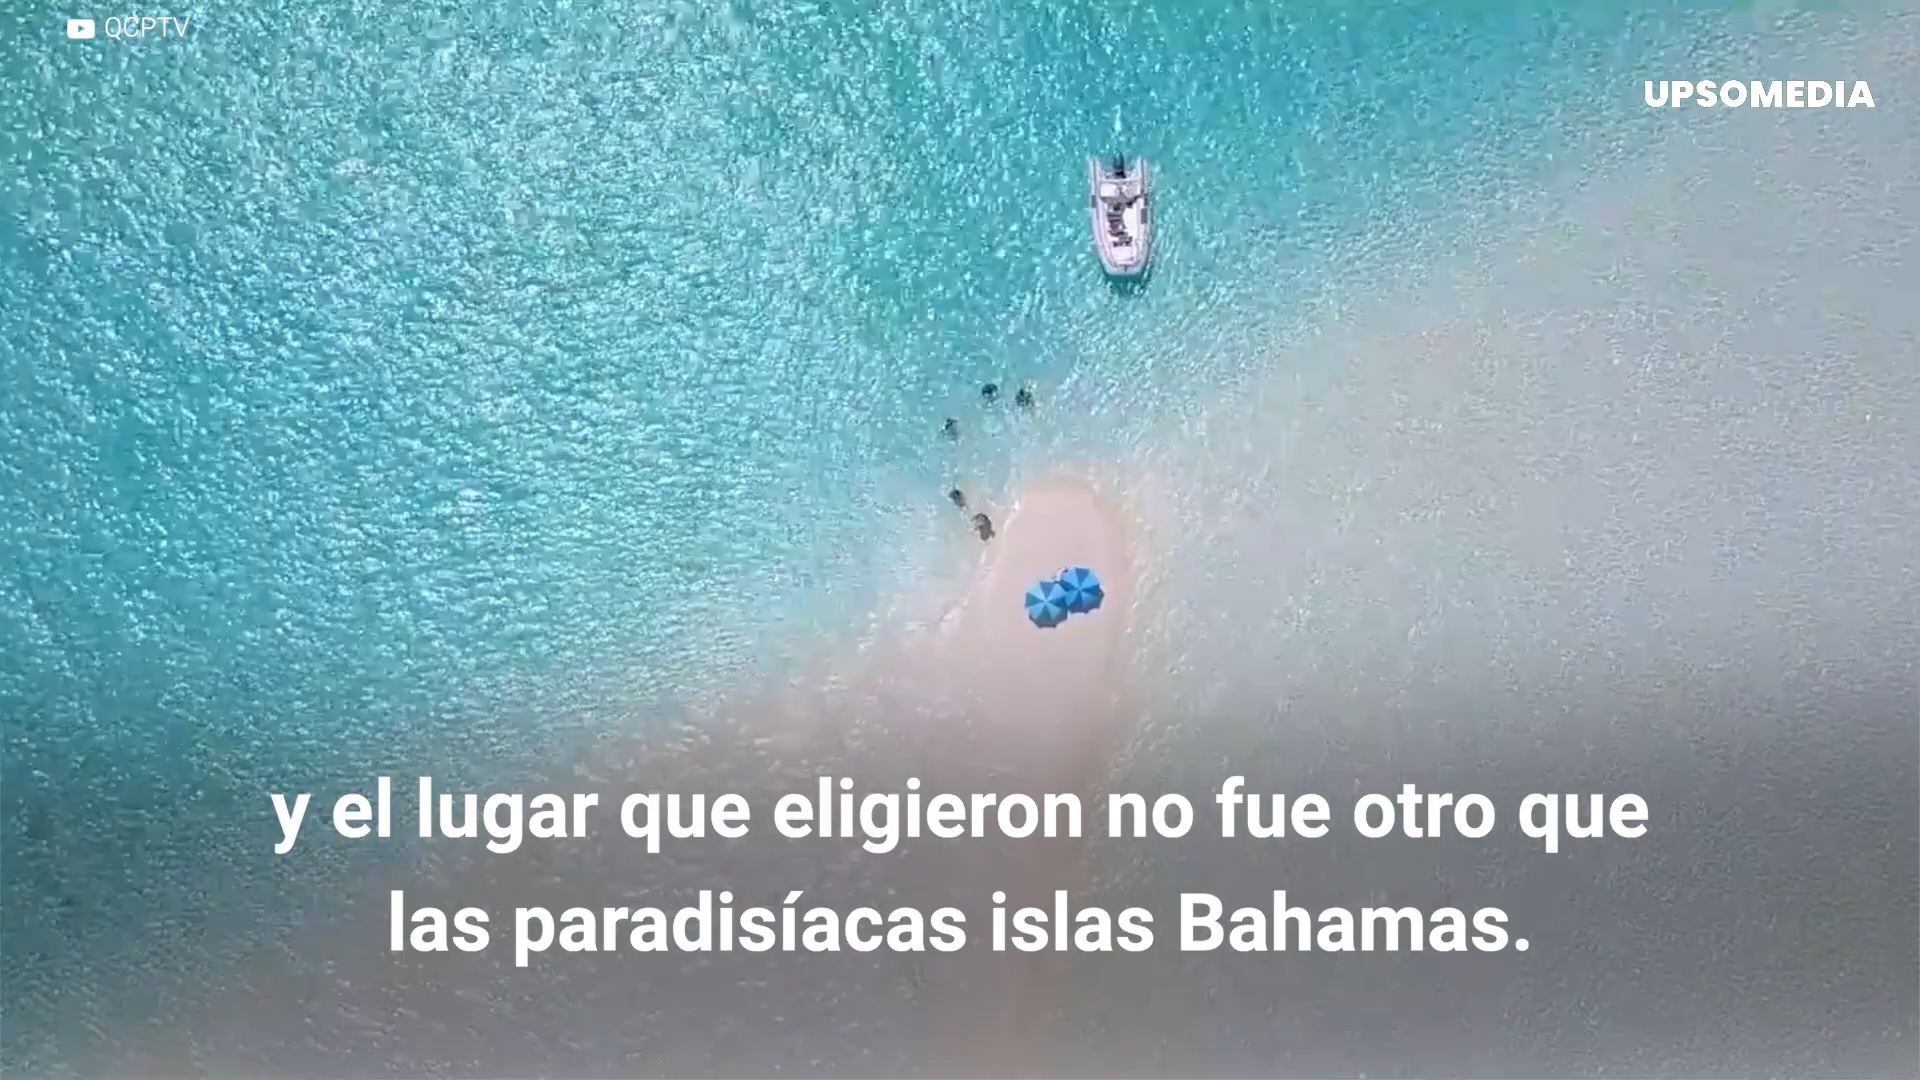 QCPTV
UPSOMEDIA
y el lugar que eligieron no fue otro que
las paradisíacas islas Bahamas.